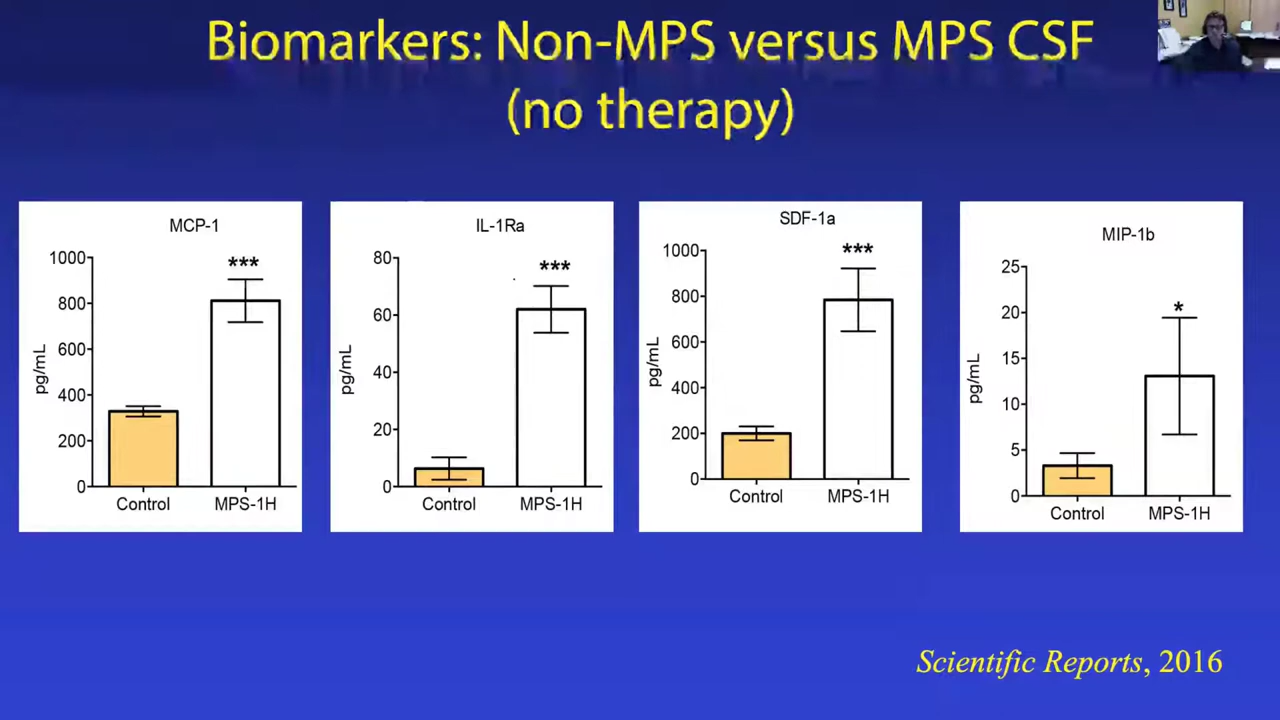 Biomarkers: Non-MPS versus MPS CSF
(no therapy)
MCP-1
1000
800
600
400
200
0
pg/mL
***
Control
MPS-1H
IL-1Ra
80
60
40
20
0
pg/mL
***
Control
MPS-1H
SDF-1a
1000
800
600
400
200
0
pg/mL
***
Control
MPS-1H
MIP-1b
25
20
15
10
5
0
pg/mL
*
Control
MPS-1H
Scientific Reports, 2016